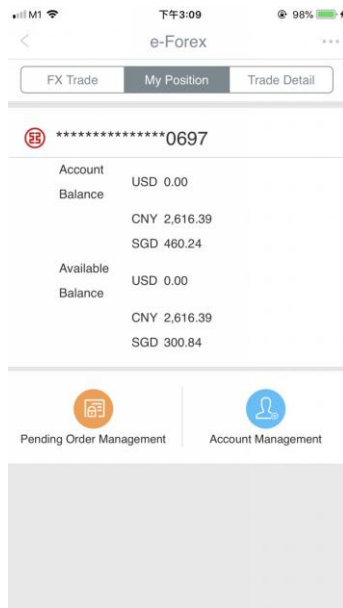 M1 下午3:09 98%
e-Forex
FX Trade My Position Trade Detail
***************0697
Account
Balance
USD 0.00
CNY 2,616.39
SGD 460.24
Available
Balance
USD 0.00
CNY 2,616.39
SGD 300.84
Pending Order Management Account Management